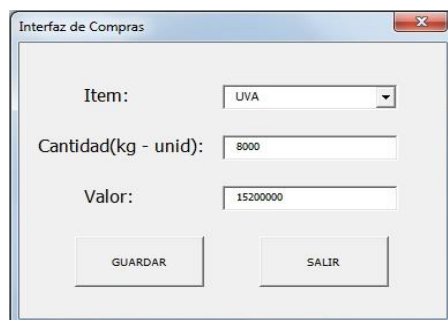 Interfaz de Compras
Item: UVA
Cantidad(kg - unid): 8000
Valor: 15200000
GUARDAR SALIR